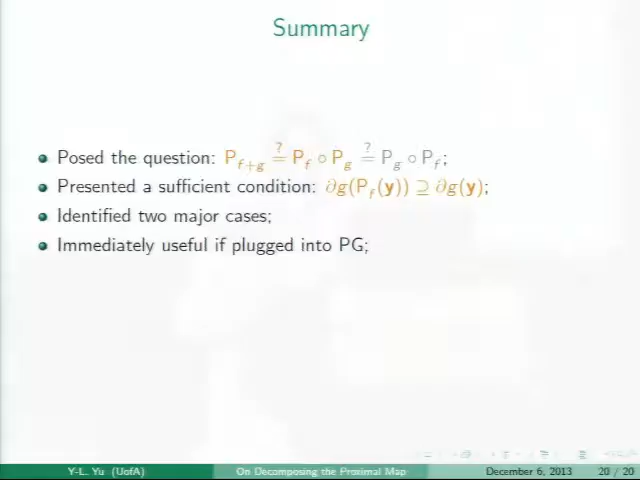 Summary
Posed the question: P_{f+g} ?= P_f ∘ P_g ?= P_g ∘ P_f;
Presented a sufficient condition: ∂g(P_f(y)) ⊇ ∂g(y);
Identified two major cases;
Immediately useful if plugged into PG;
Y-L. Yu (UofA) On Decomposing the Proximal Map December 6, 2013 20 / 20